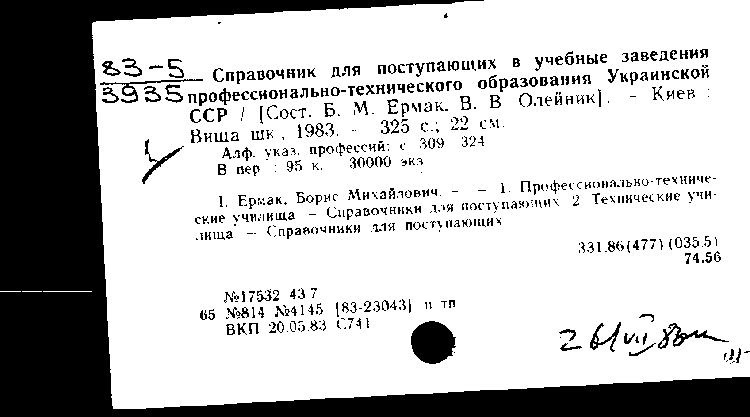 83-5
3935
Справочник для поступающих в учебные заведения
профессионально-технического образования Украинской
ССР / [Сост. Б. М. Ермак, В. В Олейник]. - Киев :
Вища шк., 1983. - 325 с.; 22 см.
Алф. указ. профессий: с 309 324
В пер : 95 к. 30000 экз
1. Ермак, Борис Михайлович. - - 1. Профессионально-техниче-
ские училища - Справочники для поступающих 2 Технические учи-
лища - Справочники для поступающих
331.86(477)(035.5)
74.56
№17532 43 7
65 №814 №4145 [83-23043] п тп
ВКП 20.05.83 С741